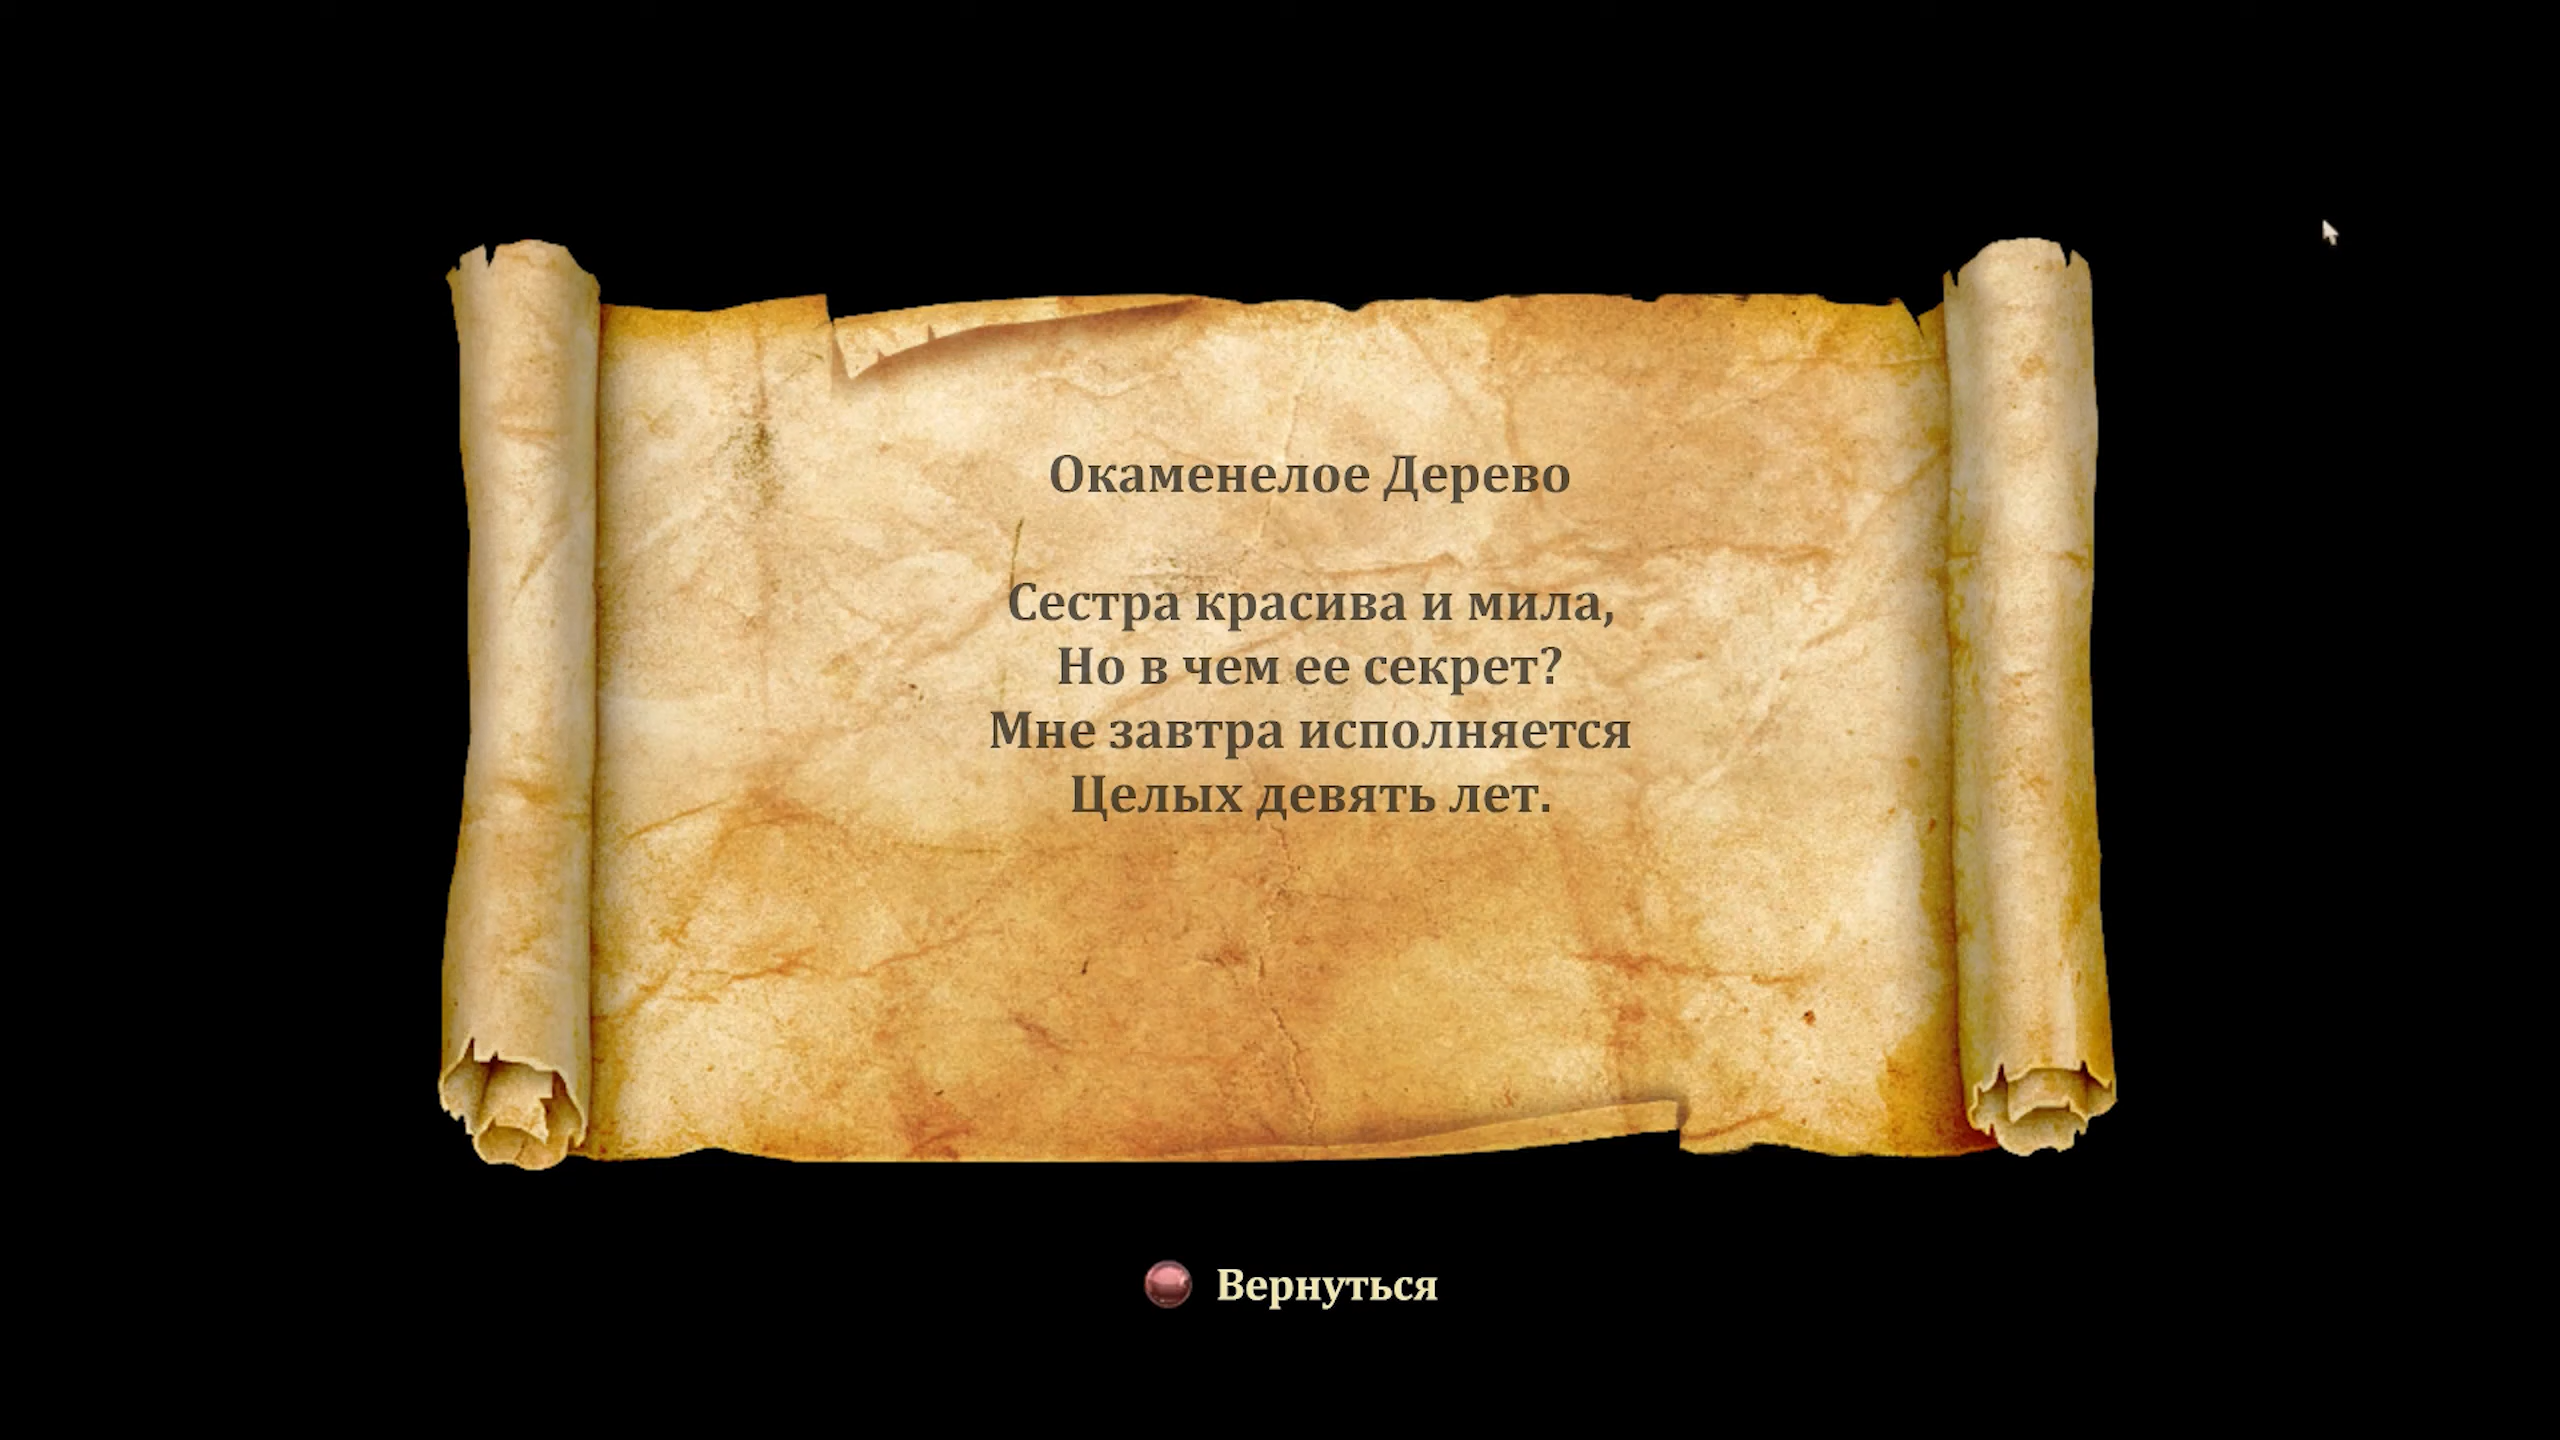 Окаменелое Дерево
Сестра красива и мила,
Но в чем ее секрет?
Мне завтра исполняется
Целых девять лет.
Вернуться